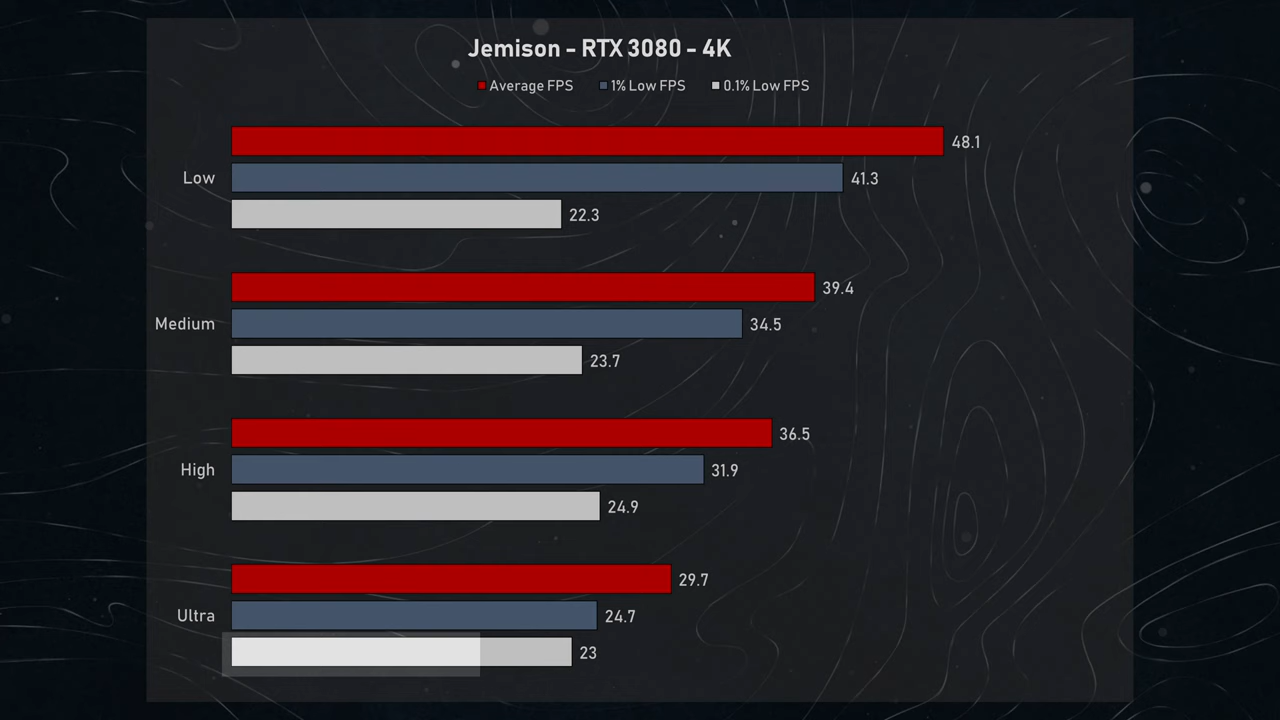 Jemison - RTX 3080 - 4K
Average FPS 1% Low FPS 0.1% Low FPS
48.1
Low 41.3
22.3
39.4
Medium 34.5
23.7
36.5
High 31.9
24.9
29.7
Ultra 24.7
23